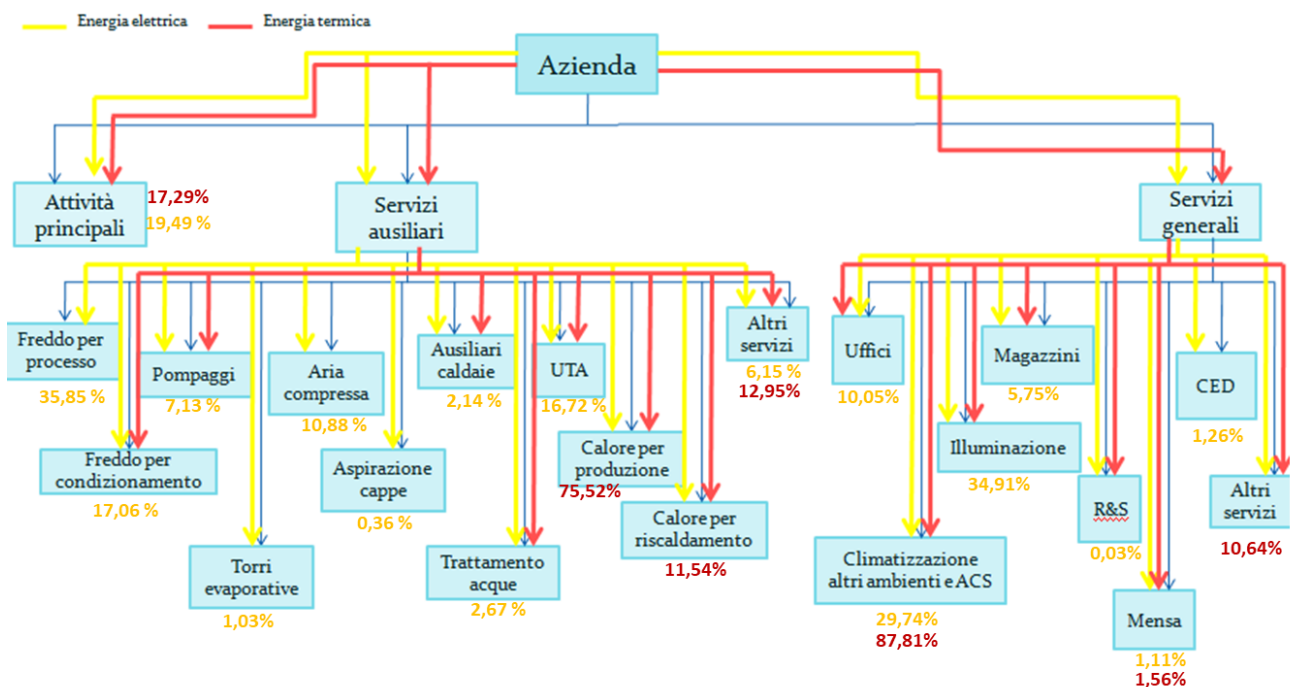 Energia elettrica
Energia termica
Azienda
Attività
principali
17,29%
19,49 %
Servizi
ausiliari
Servizi
generali
Freddo per
processo
35,85 %
Pompaggi
7,13 %
Aria
compressa
10,88 %
Ausiliari
caldaie
2,14 %
UTA
16,72 %
Altri
servizi
6,15 %
12,95%
Freddo per
condizionamento
17,06 %
Aspirazione
cappe
0,36 %
Calore per
produzione
75,52%
Calore per
riscaldamento
11,54%
Torri
evaporative
1,03%
Trattamento
acque
2,67 %
Uffici
10,05%
Magazzini
5,75%
CED
1,26%
Illuminazione
34,91%
R&S
0,03%
Altri
servizi
10,64%
Climatizzazione
altri ambienti e ACS
29,74%
87,81%
Mensa
1,11%
1,56%